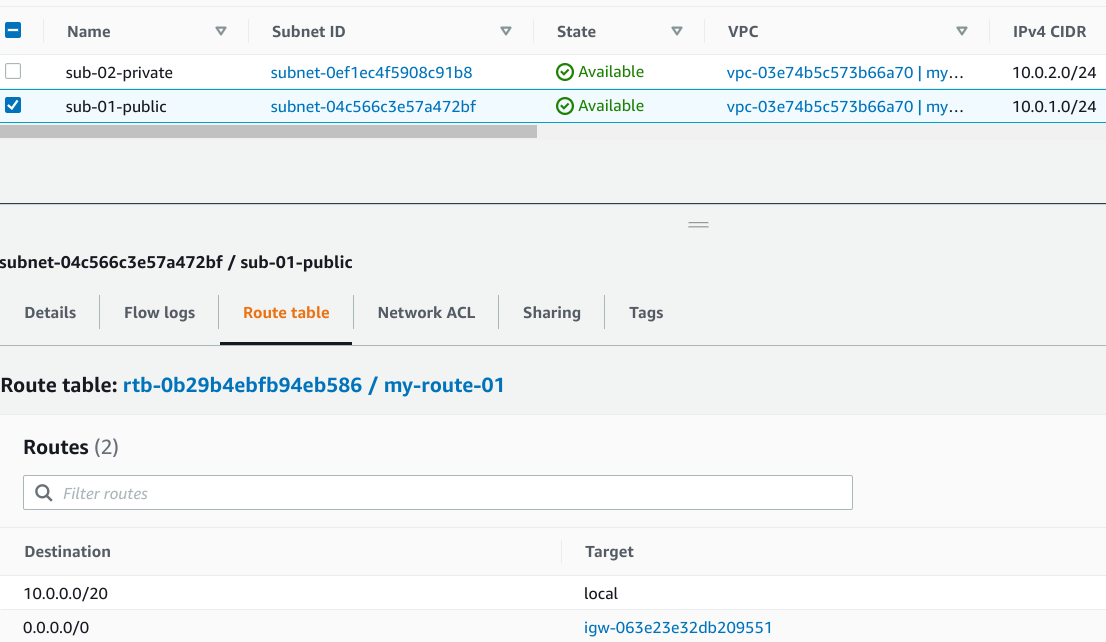 Name Subnet ID State VPC IPv4 CIDR
sub-02-private subnet-0ef1ec4f5908c91b8 Available vpc-03e74b5c573b66a70 | my… 10.0.2.0/24
sub-01-public subnet-04c566c3e57a472bf Available vpc-03e74b5c573b66a70 | my… 10.0.1.0/24
subnet-04c566c3e57a472bf / sub-01-public
Details Flow logs Route table Network ACL Sharing Tags
Route table: rtb-0b29b4ebfb94eb586 / my-route-01
Routes (2)
Filter routes
Destination Target
10.0.0.0/20 local
0.0.0.0/0 igw-063e23e32db209551